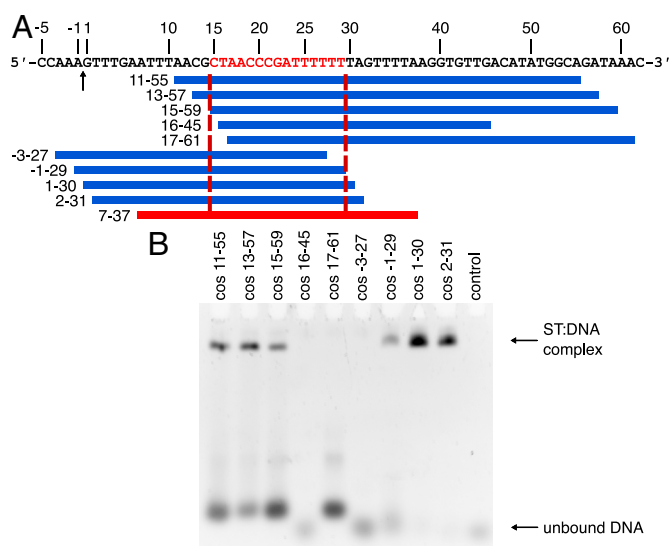 A
-5 -1 1 10 20 30 40 50 60
5'-CCAAAGTTTGAATTTAACGCTAACCCGATTTTTTTAGTTTTAAGGTGTTGACATATGGCAGATAAAC-3'
11-55
13-57
15-59
16-45
17-61
-3-27
-1-29
1-30
2-31
7-37
B
cos 11-55
cos 13-57
cos 15-59
cos 16-45
cos 17-61
cos -3-27
cos -1-29
cos 1-30
cos 2-31
control
ST:DNA
complex
unbound DNA